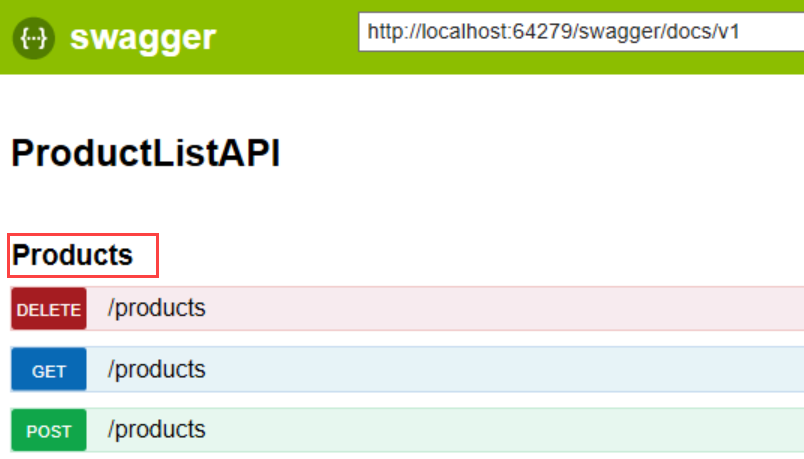 {···} swagger http://localhost:64279/swagger/docs/v1
ProductListAPI
Products
DELETE /products
GET /products
POST /products